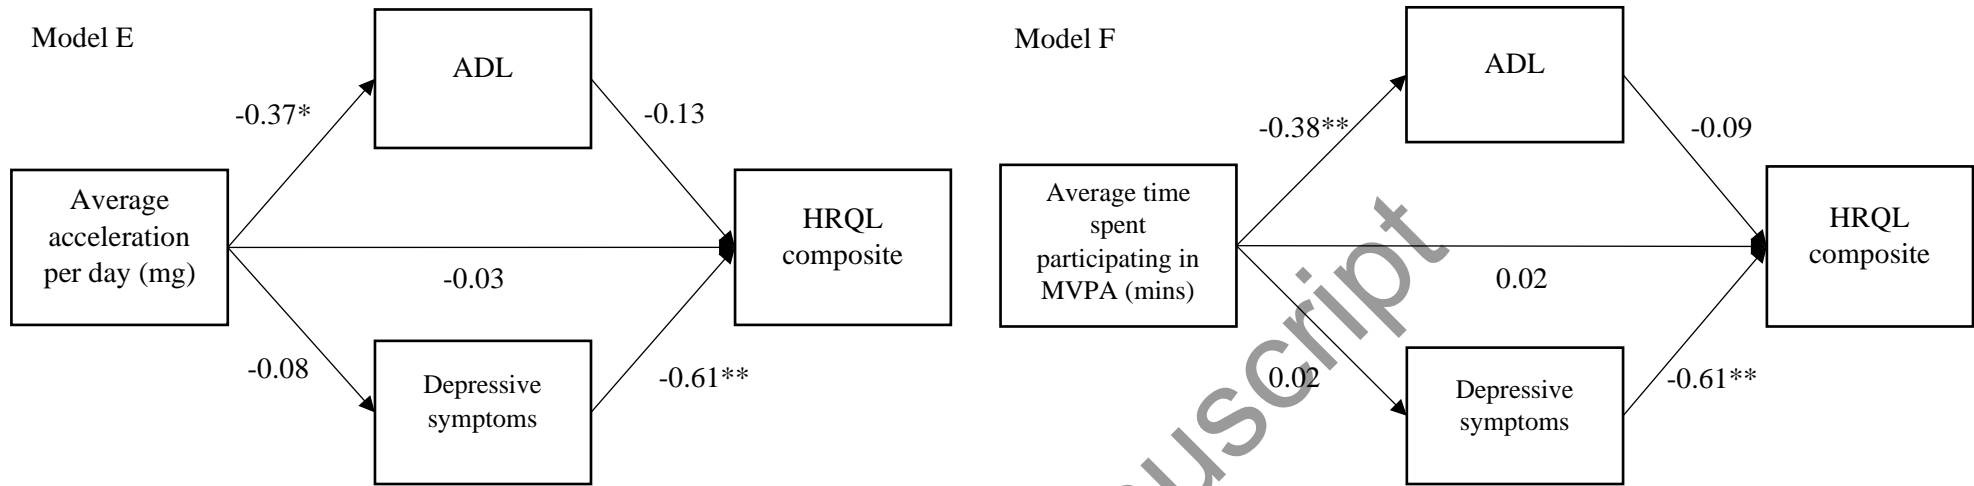 Model E
ADL
-0.37*
-0.13
Average
acceleration
per day (mg)
HRQL
composite
-0.03
-0.08
Depressive
symptoms
-0.61**
Model F
ADL
-0.38**
-0.09
Average time
spent
participating in
MVPA (mins)
HRQL
composite
0.02
0.02
Depressive
symptoms
-0.61**